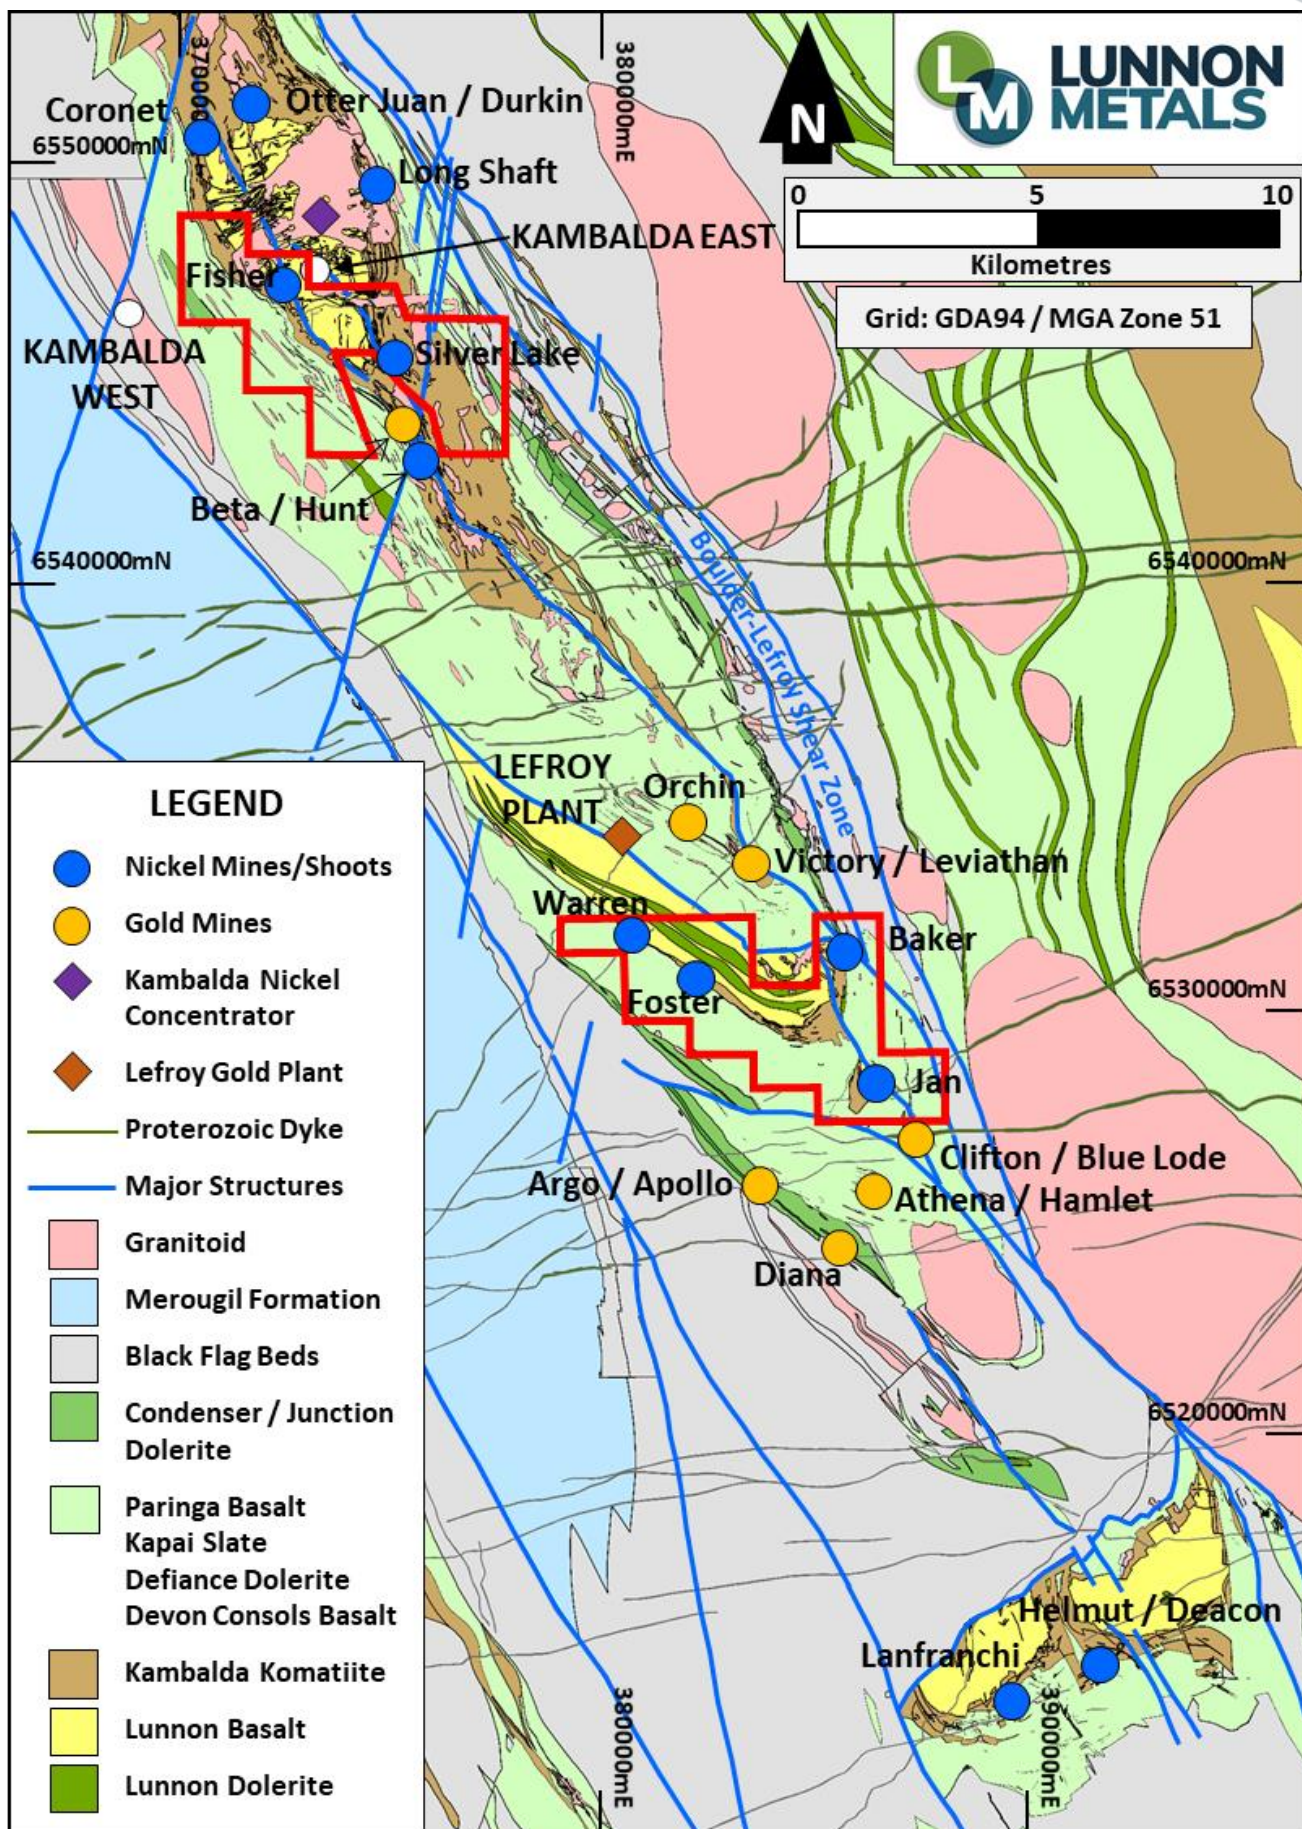 LM
LUNNON
METALS
370000
380000mE
N
Coronet
Otter Juan / Durkin
6550000mN
Long Shaft
0 5 10
Kilometres
Grid: GDA94 / MGA Zone 51
KAMBALDA EAST
Fisher
KAMBALDA
WEST
Silver Lake
Beta / Hunt
6540000mN
6540000mN
Boulder-Lefroy Shear Zone
LEFROY
PLANT
Orchin
Victory / Leviathan
Warren
Baker
Foster
6530000mN
Jan
Clifton / Blue Lode
Argo / Apollo
Athena / Hamlet
Diana
6520000mN
Helmut / Deacon
Lanfranchi
380000mE
390000mE
LEGEND
Nickel Mines/Shoots
Gold Mines
Kambalda Nickel
Concentrator
Lefroy Gold Plant
Proterozoic Dyke
Major Structures
Granitoid
Merougil Formation
Black Flag Beds
Condenser / Junction
Dolerite
Paringa Basalt
Kapai Slate
Defiance Dolerite
Devon Consols Basalt
Kambalda Komatiite
Lunnon Basalt
Lunnon Dolerite